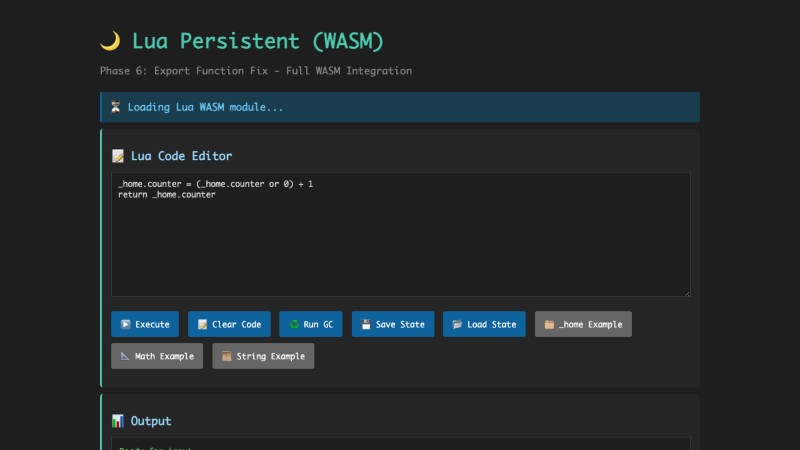 Lua Persistent (WASM)
Phase 6: Export Function Fix - Full WASM Integration
Loading Lua WASM module...
Lua Code Editor
_home.counter = (_home.counter or 0) + 1
return _home.counter
Execute Clear Code Run GC Save State Load State _home Example
Math Example String Example
Output